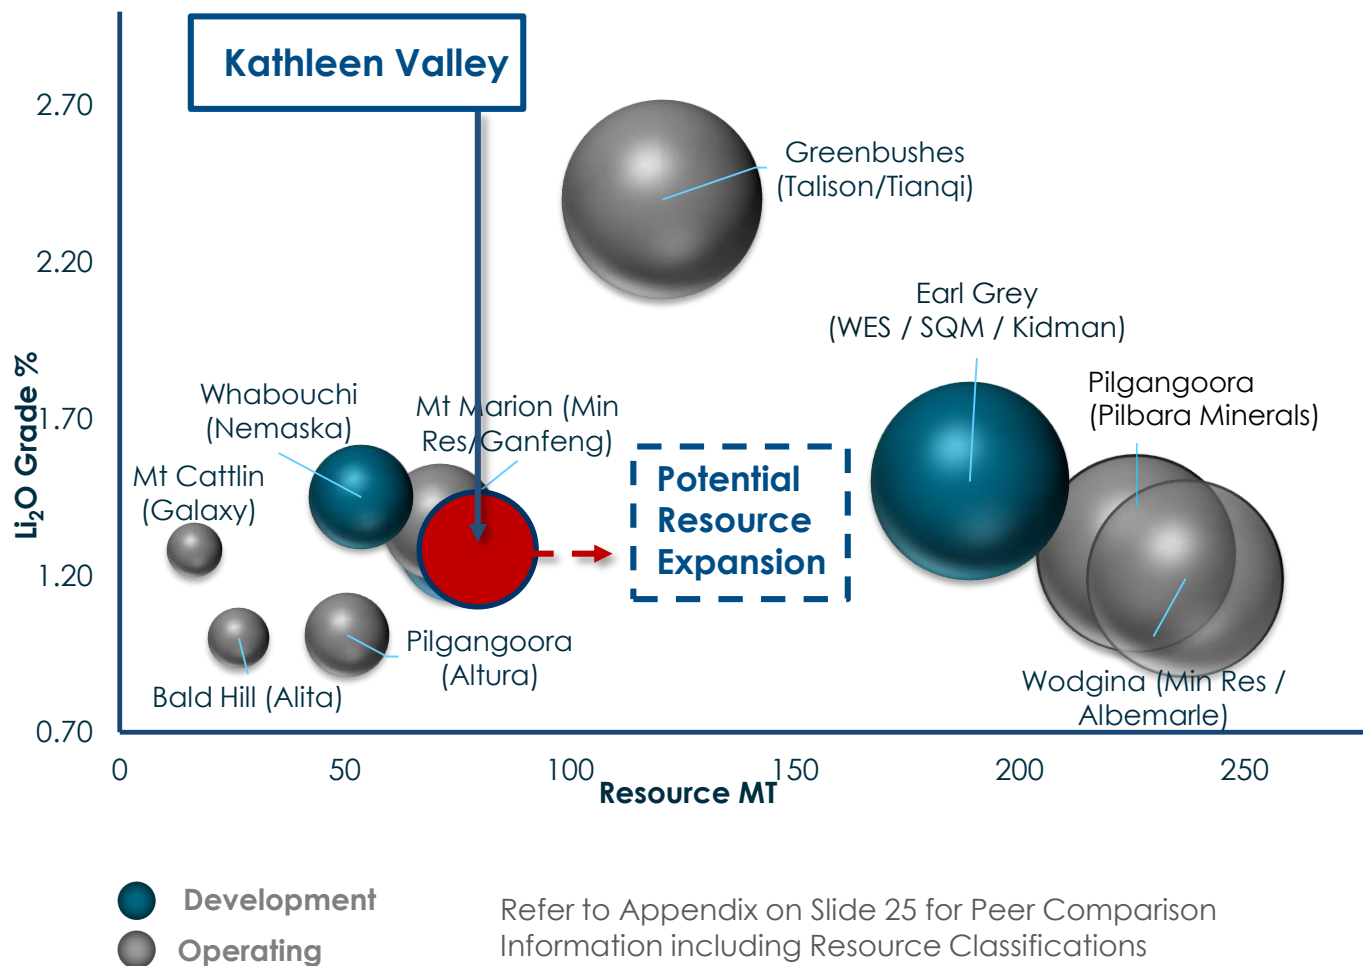 Kathleen Valley
2.70
2.20
1.70
1.20
0.70
Li₂O Grade %
Greenbushes
(Talison/Tianqi)
Earl Grey
(WES / SQM / Kidman)
Pilgangoora
(Pilbara Minerals)
Whabouchi
(Nemaska)
Mt Marion (Min
Res/Ganfeng)
Mt Cattlin
(Galaxy)
Potential
Resource
Expansion
Pilgangoora
(Altura)
Bald Hill (Alita)
Wodgina (Min Res /
Albemarle)
0
50
100
150
200
250
Resource MT
Development
Operating
Refer to Appendix on Slide 25 for Peer Comparison
Information including Resource Classifications